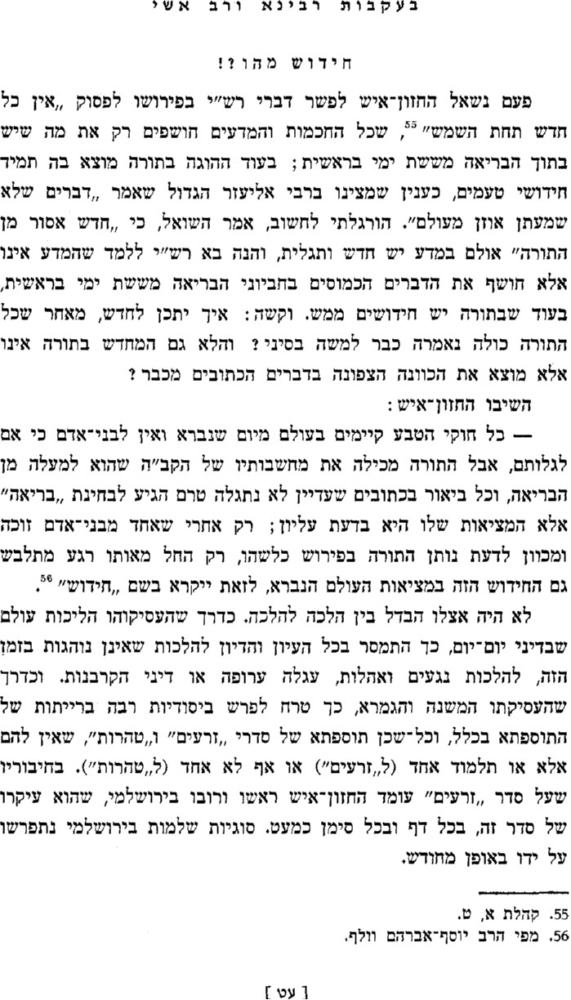 בעקבות רבינא ורב אשי
חידוש מהו?!
פעם נשאל החזון־איש לפשר דברי רש"י בפירושו לפסוק „אין כל
חדש תחת השמש" 55, שכל החכמות והמדעים חושפים רק את מה שיש
בתוך הבריאה מששת ימי בראשית; בעוד ההוגה בתורה מוצא בה תמיד
חידושי טעמים, כענין שמצינו ברבי אליעזר הגדול שאמר „דברים שלא
שמעתן אוזן מעולם". הורגלתי לחשוב, אמר השואל, כי „חדש אסור מן
התורה" אולם במדע יש חדש ותגלית, והנה בא רש"י ללמד שהמדע אינו
אלא חושף את הדברים הכמוסים בחביוני הבריאה מששת ימי בראשית,
בעוד שבתורה יש חידושים ממש. וקשה: איך יתכן לחדש, מאחר שכל
התורה כולה נאמרה כבר למשה בסיני? והלא גם המחדש בתורה אינו
אלא מוצא את הכוונה הצפונה בדברים הכתובים מכבר?
השיבו החזון־איש:
— כל חוקי הטבע קיימים בעולם מיום שנברא ואין לבני־אדם כי אם
לגלותם, אבל התורה מכילה את מחשבותיו של הקב"ה שהוא למעלה מן
הבריאה, וכל ביאור בכתובים שעדיין לא נתגלה טרם הגיע לבחינת „בריאה"
אלא המציאות שלו היא בדעת עליון; רק אחרי שאחד מבני־אדם זוכה
ומכוון לדעת נותן התורה בפירוש כלשהו, רק החל מאותו רגע מתלבש
גם החידוש הזה במציאות העולם הנברא, לזאת ייקרא בשם „חידוש" 56.
לא היה אצלו הבדל בין הלכה להלכה. כדרך שהעסיקוהו הליכות עולם
שבדיני יום־יום, כך התמסר בכל העיון והדיון להלכות שאינן נוהגות בזמן
הזה, להלכות נגעים ואהלות, עגלה ערופה או דיני הקרבנות. וכדרך
שהעסיקתו המשנה והגמרא, כך טרח לפרש ביסודיות רבה ברייתות של
התוספתא בכלל, וכל־שכן תוספתא של סדרי „זרעים" ו„טהרות", שאין להם
אלא או תלמוד אחד (ל„זרעים") או אף לא אחד (ל„טהרות"). בחיבוריו
שעל סדר „זרעים" עומד החזון־איש ראשו ורובו בירושלמי, שהוא עיקרו
של סדר זה, בכל דף ובכל סימן כמעט. סוגיות שלמות בירושלמי נתפרשו
על ידו באופן מחודש.
55. קהלת א, ט.
56. מפי הרב יוסף־אברהם וולף.
[ עט ]